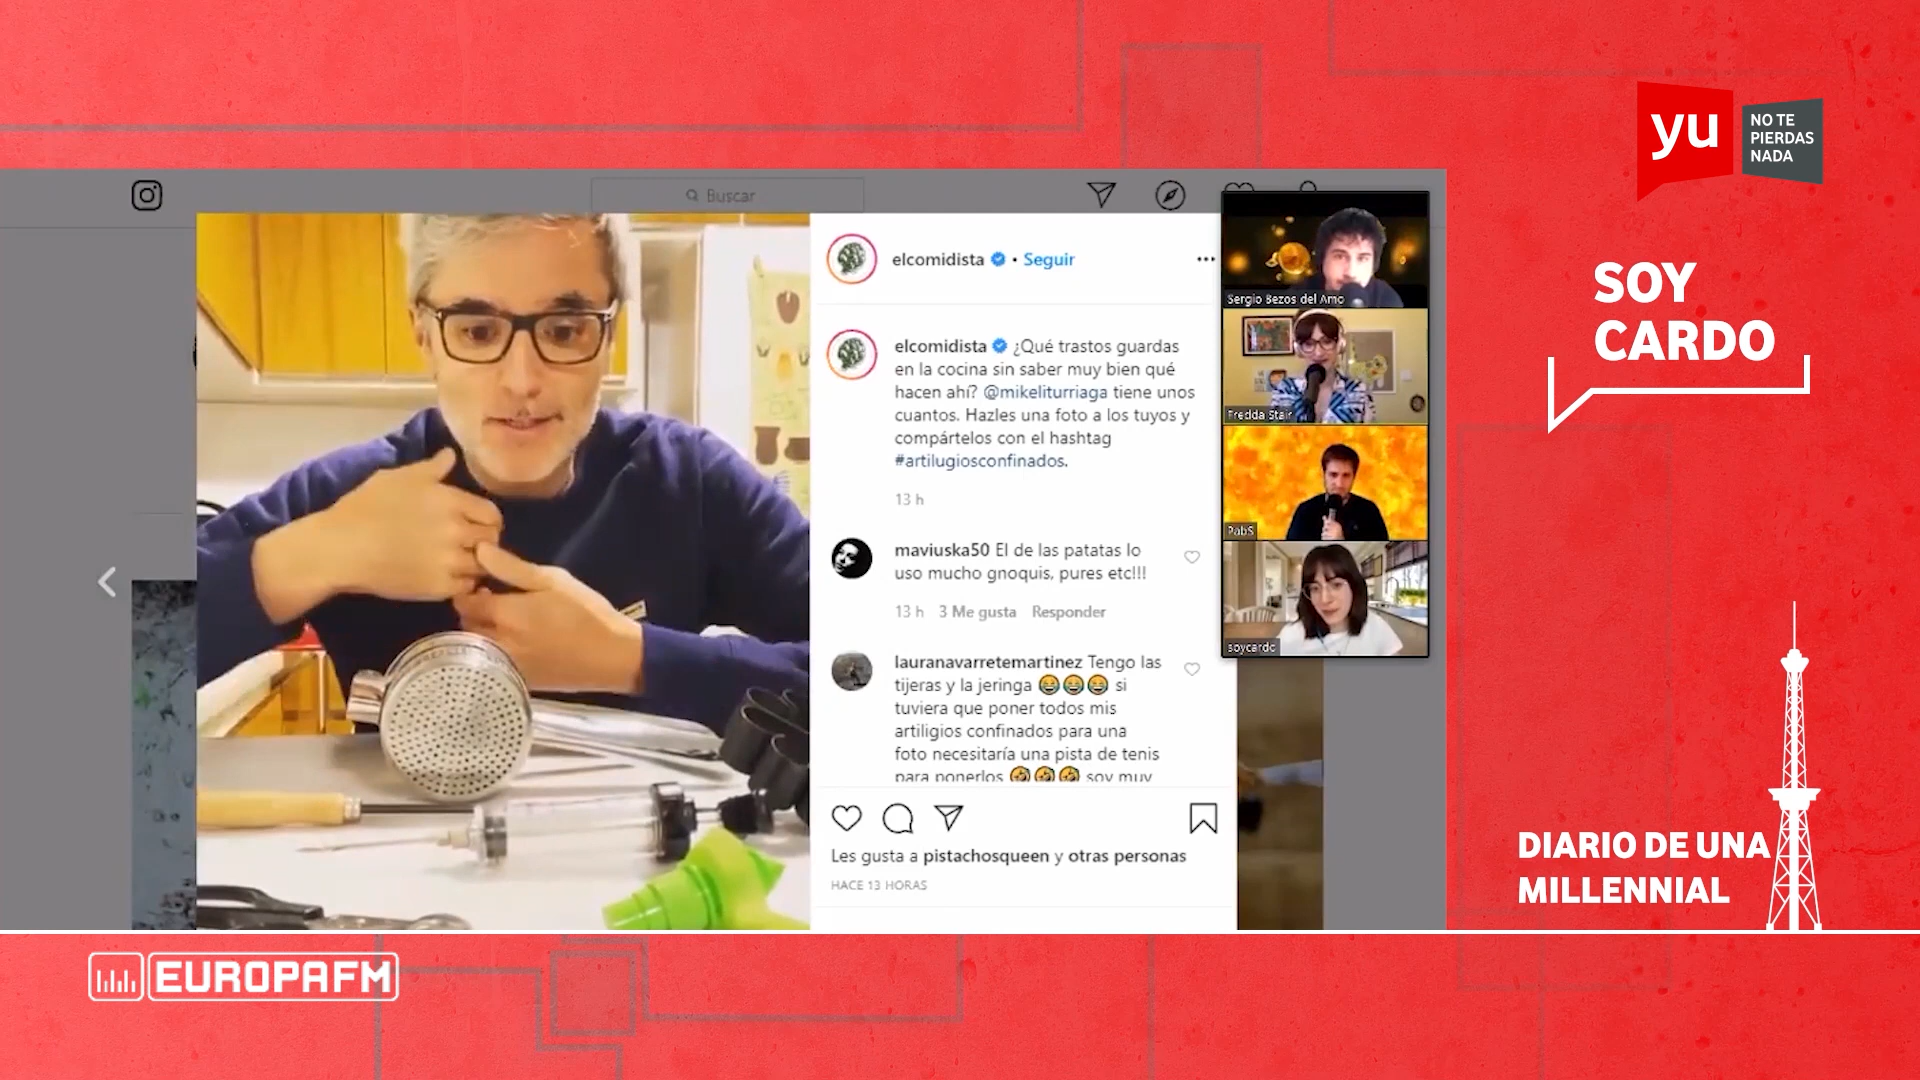 yu
NO TE
PIERDAS
NADA
SOY
CARDO
Buscar
elcomidista • Seguir
elcomidista ¿Qué trastos guardas
en la cocina sin saber muy bien qué
hacen ahí? @mikeliturriaga tiene unos
cuantos. Hazles una foto a los tuyos y
compártelos con el hashtag
#artilugiosconfinados.
13 h
maviuska50 El de las patatas lo
uso mucho gnoquis, pures etc!!!
13 h 3 Me gusta Responder
lauranavarretemartinez Tengo las
tijeras y la jeringa 😂😂😂 si
tuviera que poner todos mis
artiligios confinados para una
foto necesitaría una pista de tenis
para ponerlos 🤣🤣🤣 soy muy
Les gusta a pistachosqueen y otras personas
HACE 13 HORAS
Sergio Bezos del Amo
Fredda Stair
PabS
soycardo
DIARIO DE UNA
MILLENNIAL
EUROPAFM